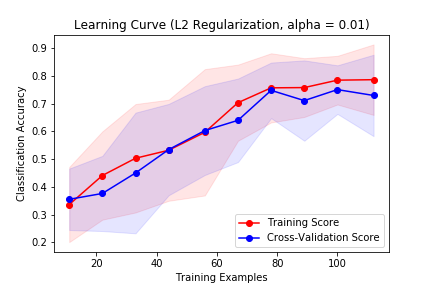 Learning Curve (L2 Regularization, alpha = 0.01)
Classification Accuracy
0.9
0.8
0.7
0.6
0.5
0.4
0.3
0.2
20 40 60 80 100
Training Examples
Training Score
Cross-Validation Score